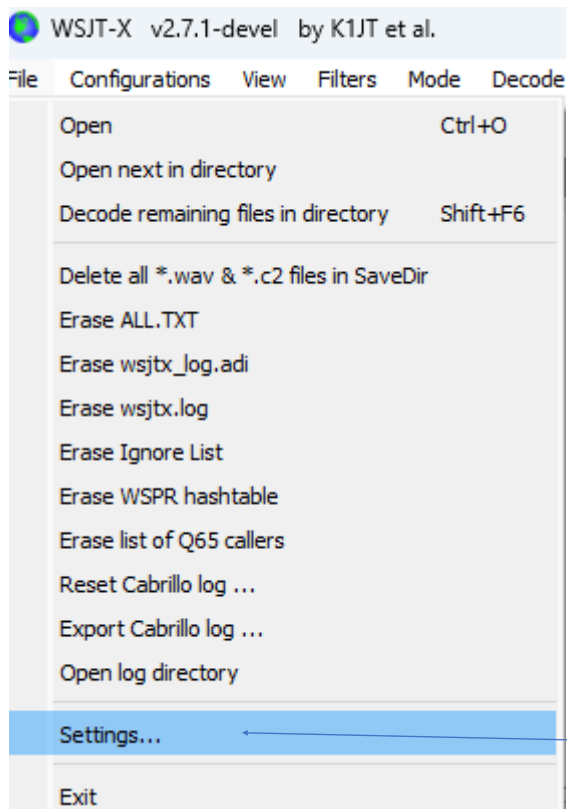 WSJT-X v2.7.1-devel by K1JT et al.
File Configurations View Filters Mode Decode
Open Ctrl+O
Open next in directory
Decode remaining files in directory Shift+F6
Delete all *.wav & *.c2 files in SaveDir
Erase ALL.TXT
Erase wsjtx_log.adi
Erase wsjtx.log
Erase Ignore List
Erase WSPR hashtable
Erase list of Q65 callers
Reset Cabrillo log ...
Export Cabrillo log ...
Open log directory
Settings...
Exit